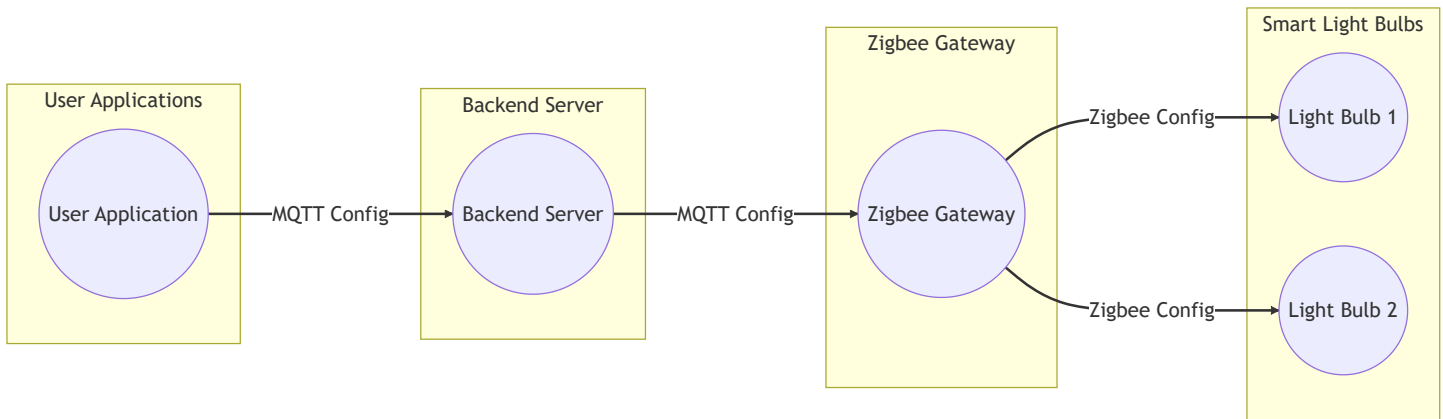 User Applications
User Application
MQTT Config
Backend Server
Backend Server
MQTT Config
Zigbee Gateway
Zigbee Gateway
Zigbee Config
Zigbee Config
Smart Light Bulbs
Light Bulb 1
Light Bulb 2